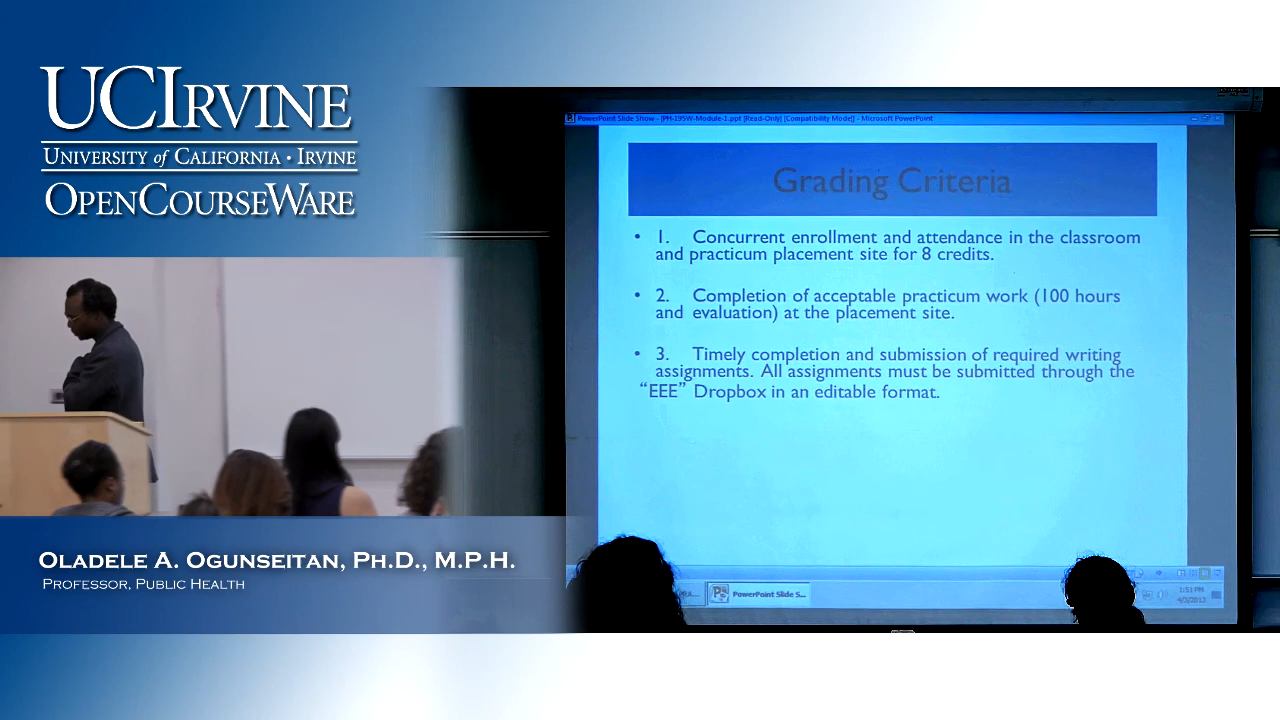 UCIRVINE
UNIVERSITY of CALIFORNIA · IRVINE
OPENCOURSEWARE
PowerPoint Slide Show - [PH-195W-Module-1.ppt [Read-Only] [Compatibility Mode]] - Microsoft PowerPoint
Grading Criteria
• 1. Concurrent enrollment and attendance in the classroom
and practicum placement site for 8 credits.
• 2. Completion of acceptable practicum work (100 hours
and evaluation) at the placement site.
• 3. Timely completion and submission of required writing
assignments. All assignments must be submitted through the
“EEE” Dropbox in an editable format.
OLADELE A. OGUNSEITAN, PH.D., M.P.H.
PROFESSOR, PUBLIC HEALTH
PowerPoint Slide S...
1:51 PM